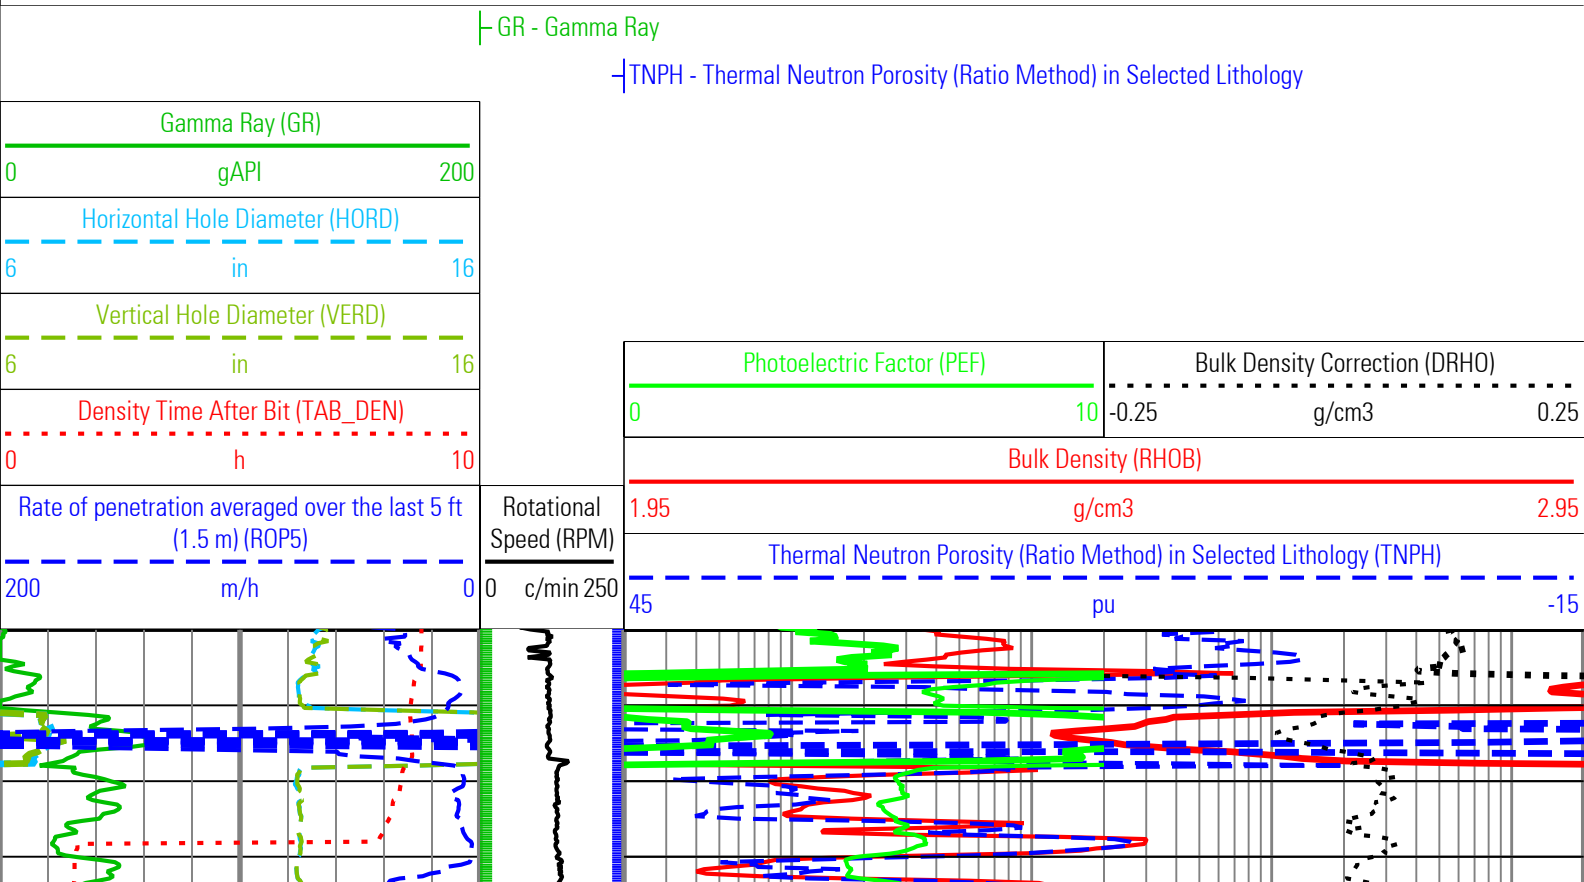 GR - Gamma Ray
TNPH - Thermal Neutron Porosity (Ratio Method) in Selected Lithology
Gamma Ray (GR)
0 gAPI 200
Horizontal Hole Diameter (HORD)
6 in 16
Vertical Hole Diameter (VERD)
6 in 16
Density Time After Bit (TAB_DEN)
0 h 10
Rate of penetration averaged over the last 5 ft
(1.5 m) (ROP5)
200 m/h 0
Rotational
Speed (RPM)
0 c/min 250
Photoelectric Factor (PEF)
0 10
Bulk Density Correction (DRHO)
-0.25 g/cm3 0.25
Bulk Density (RHOB)
1.95 g/cm3 2.95
Thermal Neutron Porosity (Ratio Method) in Selected Lithology (TNPH)
45 pu -15